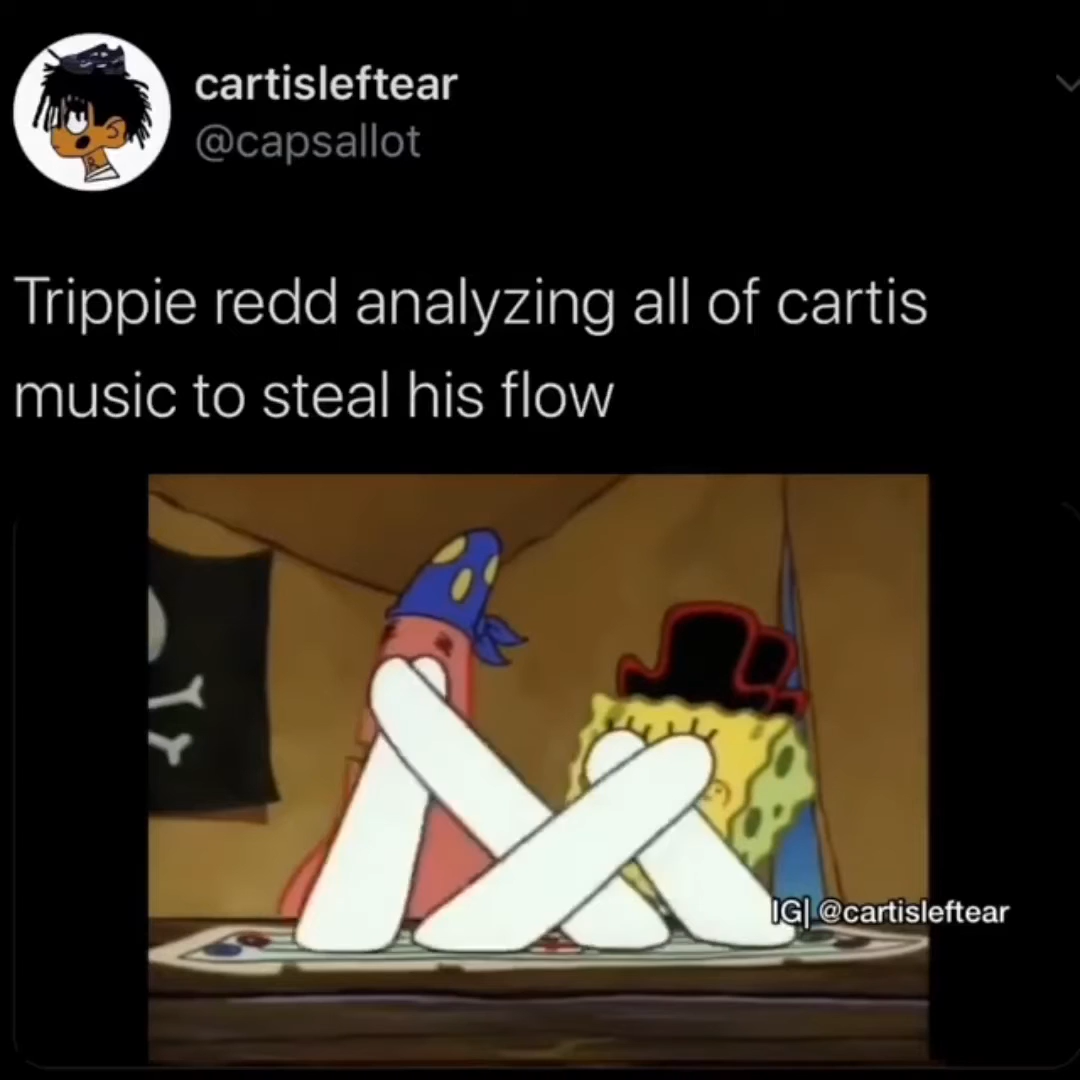 cartisleftear
@capsallot
Trippie redd analyzing all of cartis
music to steal his flow
IG| @cartisleftear